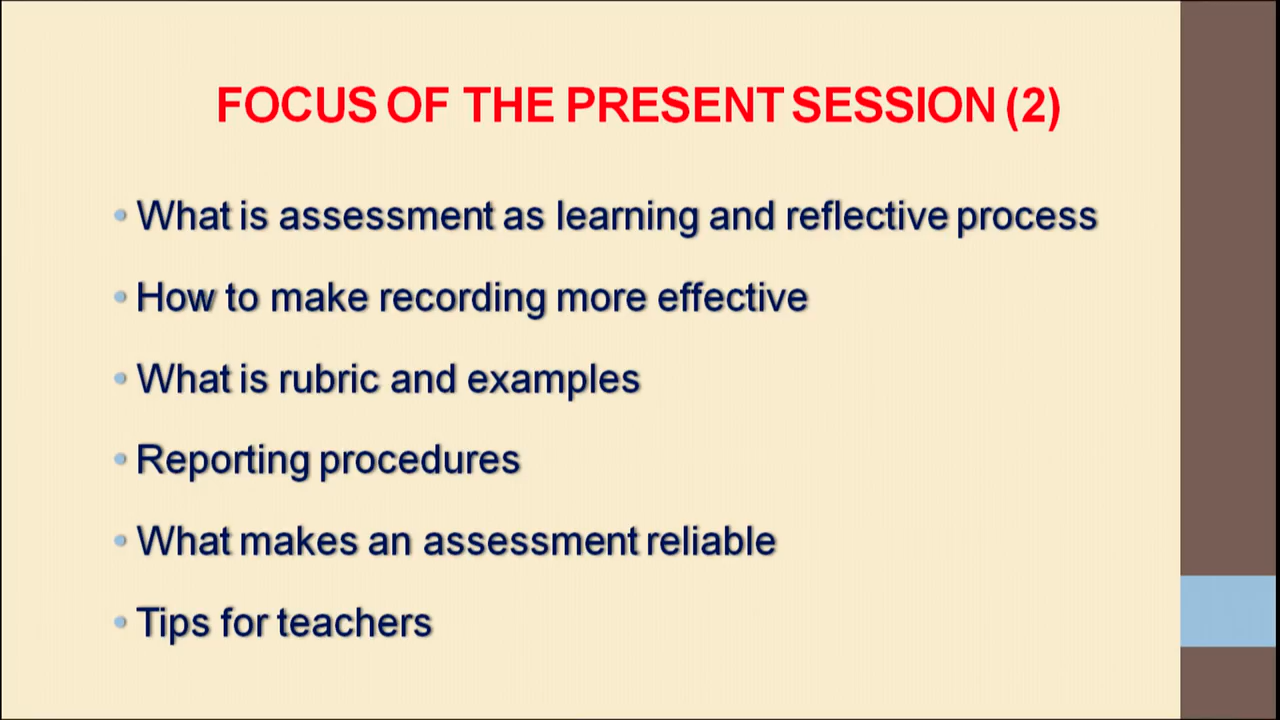 FOCUS OF THE PRESENT SESSION (2)
• What is assessment as learning and reflective process
• How to make recording more effective
• What is rubric and examples
• Reporting procedures
• What makes an assessment reliable
• Tips for teachers